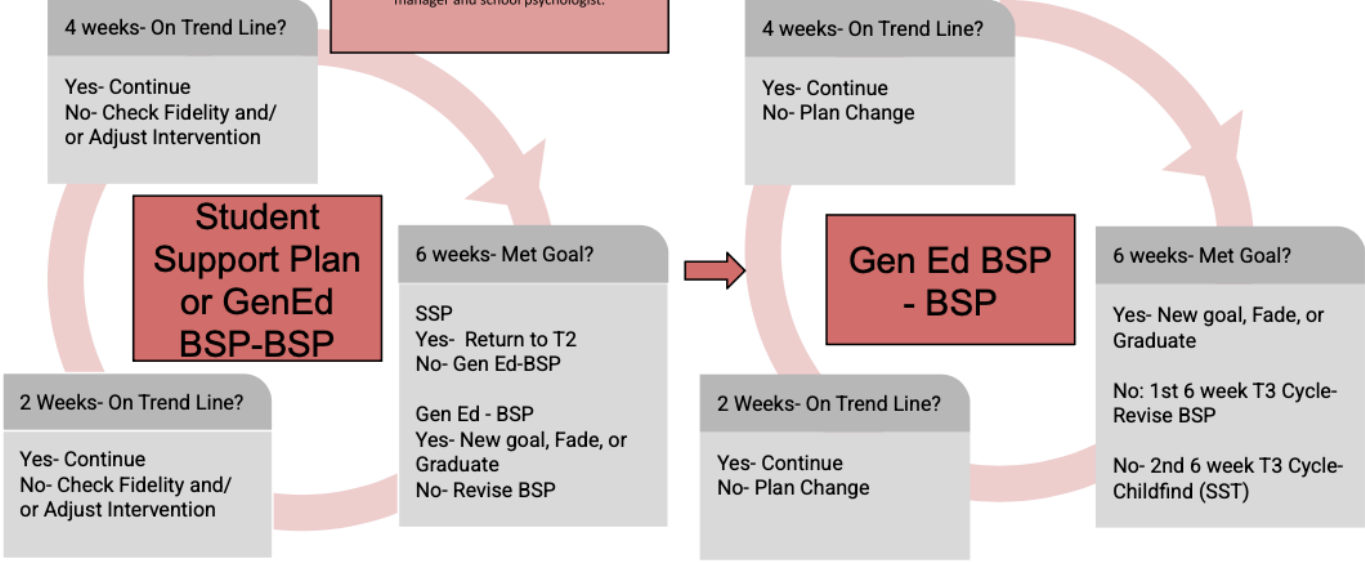 manager and school psychologist.
4 weeks- On Trend Line?
Yes- Continue
No- Check Fidelity and/
or Adjust Intervention
Student
Support Plan
or GenEd
BSP-BSP
6 weeks- Met Goal?
SSP
Yes- Return to T2
No- Gen Ed-BSP
Gen Ed - BSP
Yes- New goal, Fade, or
Graduate
No- Revise BSP
2 Weeks- On Trend Line?
Yes- Continue
No- Check Fidelity and/
or Adjust Intervention
4 weeks- On Trend Line?
Yes- Continue
No- Plan Change
Gen Ed BSP
- BSP
6 weeks- Met Goal?
Yes- New goal, Fade, or
Graduate
No: 1st 6 week T3 Cycle-
Revise BSP
No- 2nd 6 week T3 Cycle-
Childfind (SST)
2 Weeks- On Trend Line?
Yes- Continue
No- Plan Change